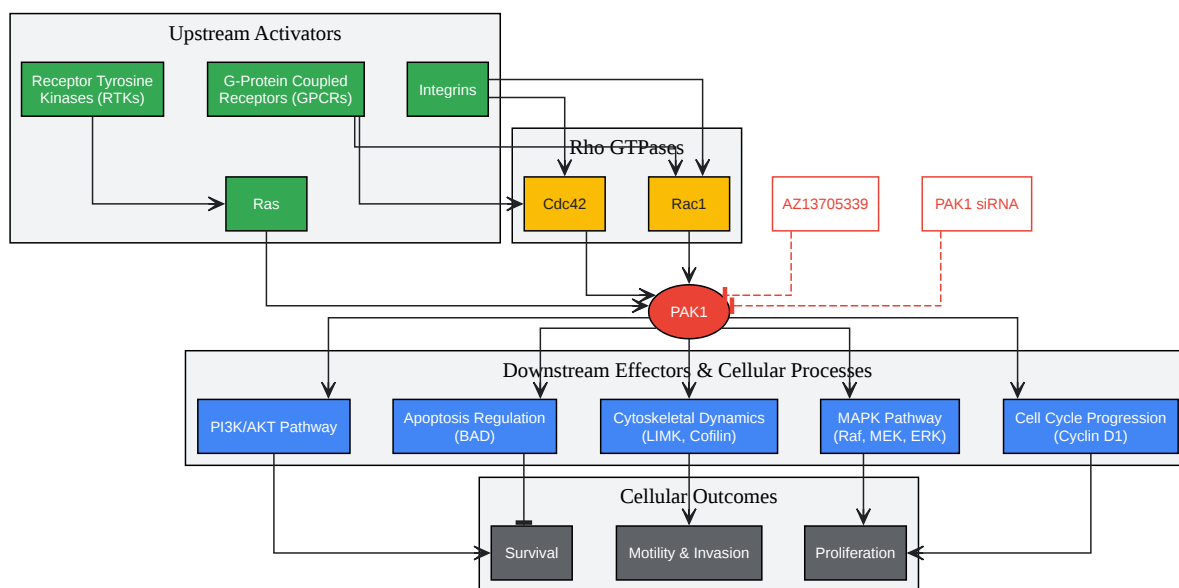 Upstream Activators
Receptor Tyrosine
Kinases (RTKs)
G-Protein Coupled
Receptors (GPCRs)
Integrins
Rho GTPases
Ras
Cdc42
Rac1
AZ13705339
PAK1 siRNA
PAK1
Downstream Effectors & Cellular Processes
PI3K/AKT Pathway
Apoptosis Regulation
(BAD)
Cytoskeletal Dynamics
(LIMK, Cofilin)
MAPK Pathway
(Raf, MEK, ERK)
Cell Cycle Progression
(Cyclin D1)
Cellular Outcomes
Survival
Motility & Invasion
Proliferation